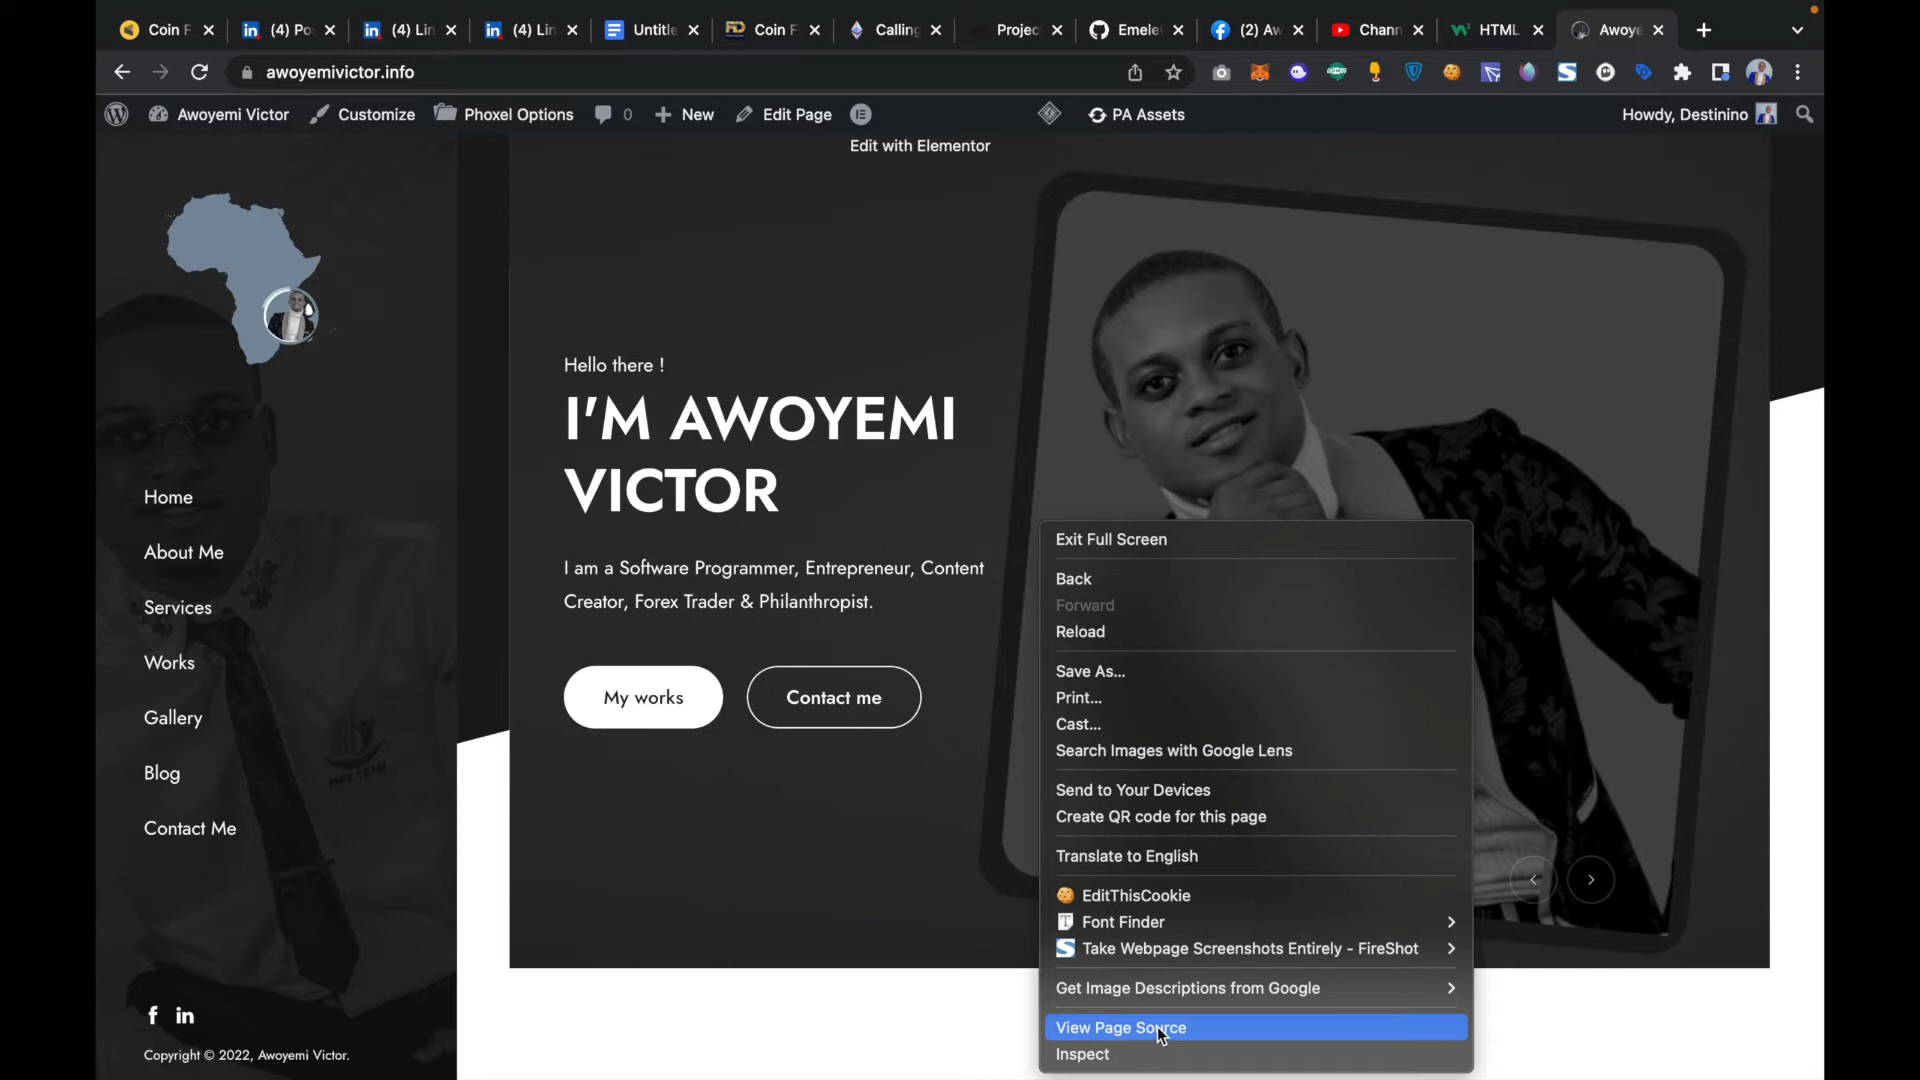 Coin F
(4) Po
(4) Lin
(4) Lin
Untitle
Coin F
Calling
Projec
Emele
(2) Aw
Chann
HTML
Awoye
awoyemivictor.info
Awoyemi Victor
Customize
Phoxel Options
0
New
Edit Page
PA Assets
Howdy, Destinino
Edit with Elementor
Home
About Me
Services
Works
Gallery
Blog
Contact Me
Copyright © 2022, Awoyemi Victor.
Hello there !
I'M AWOYEMI
VICTOR
I am a Software Programmer, Entrepreneur, Content
Creator, Forex Trader & Philanthropist.
My works
Contact me
Exit Full Screen
Back
Forward
Reload
Save As...
Print...
Cast...
Search Images with Google Lens
Send to Your Devices
Create QR code for this page
Translate to English
EditThisCookie
Font Finder
Take Webpage Screenshots Entirely - FireShot
Get Image Descriptions from Google
View Page Source
Inspect